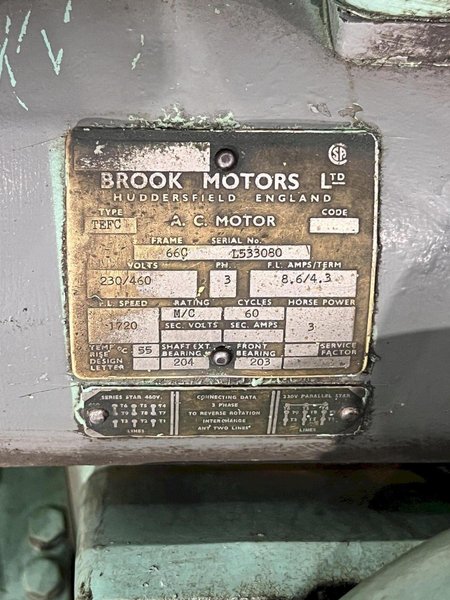 BROOK MOTORS LTD
HUDDERSFIELD ENGLAND
TYPE TEFC A.C. MOTOR CODE
FRAME SERIAL No.
66C L533080
VOLTS PH. F.L. AMPS/TERM
230/460 3 8.6/4.3
F.L. SPEED RATING CYCLES HORSE POWER
1720 M/C 60 3
SEC. VOLTS SEC. AMPS
TEMP RISE °C. 55 SHAFT EXT. BEARING 204 FRONT BEARING 203 SERVICE FACTOR
DESIGN LETTER
SERIES STAR 460V. CONNECTING DATA 230V PARALLEL STAR
3 PHASE
TO REVERSE ROTATION
INTERCHANGE
ANY TWO LINES
LINES LINES